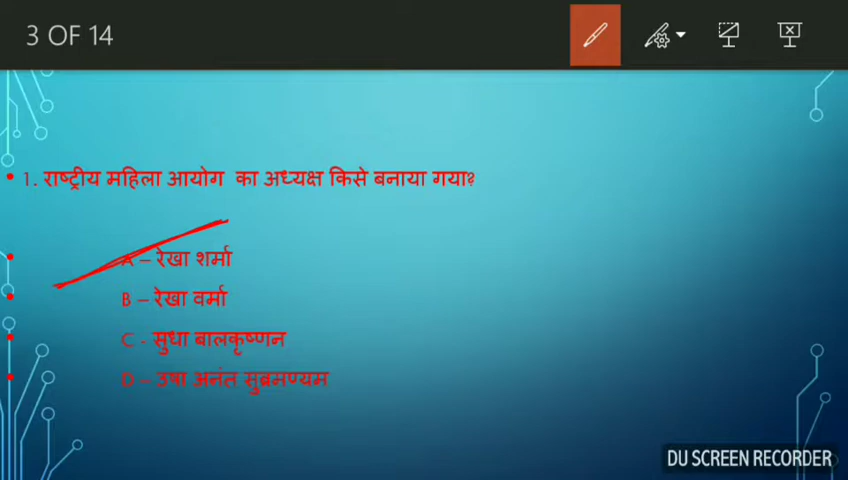 3 OF 14
1. राष्ट्रीय महिला आयोग का अध्यक्ष किसे बनाया गया?
A – रेखा शर्मा
B – रेखा वर्मा
C - सुधा बालकृष्णन
D – उषा अनंत सुब्रमण्यम
DU SCREEN RECORDER